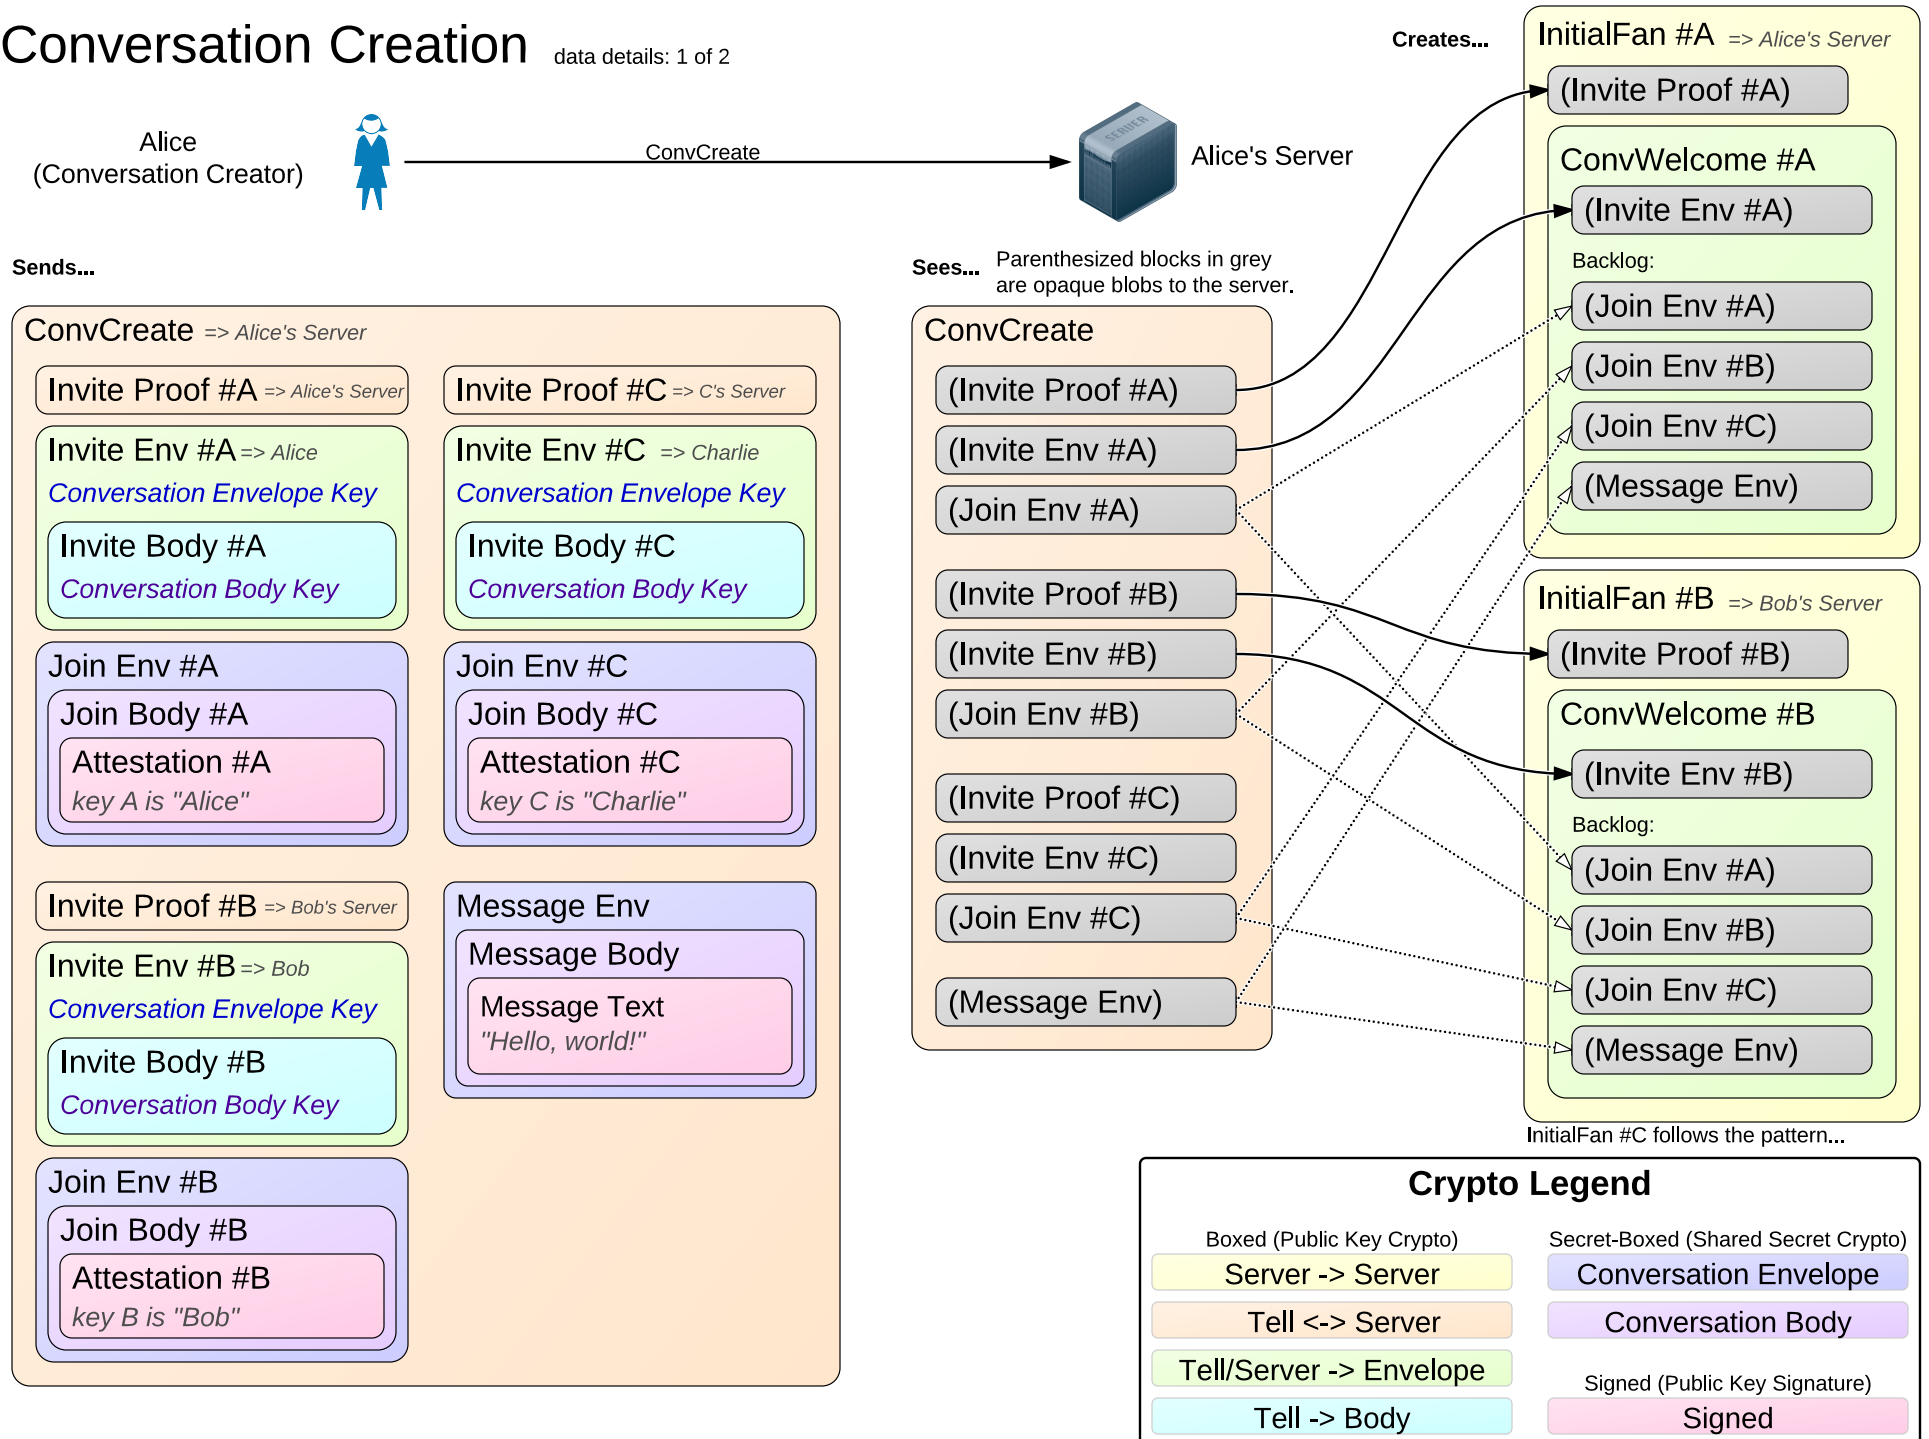 Conversation Creation data details: 1 of 2
Alice
(Conversation Creator)
ConvCreate
SERVER
Alice's Server
Sends...
ConvCreate => Alice's Server
Invite Proof #A => Alice's Server
Invite Env #A => Alice
Conversation Envelope Key
Invite Body #A
Conversation Body Key
Join Env #A
Join Body #A
Attestation #A
key A is "Alice"
Invite Proof #B => Bob's Server
Invite Env #B => Bob
Conversation Envelope Key
Invite Body #B
Conversation Body Key
Join Env #B
Join Body #B
Attestation #B
key B is "Bob"
Invite Proof #C => C's Server
Invite Env #C => Charlie
Conversation Envelope Key
Invite Body #C
Conversation Body Key
Join Env #C
Join Body #C
Attestation #C
key C is "Charlie"
Message Env
Message Body
Message Text
"Hello, world!"
Sees...
Parenthesized blocks in grey
are opaque blobs to the server.
ConvCreate
(Invite Proof #A)
(Invite Env #A)
(Join Env #A)
(Invite Proof #B)
(Invite Env #B)
(Join Env #B)
(Invite Proof #C)
(Invite Env #C)
(Join Env #C)
(Message Env)
Creates...
InitialFan #A => Alice's Server
(Invite Proof #A)
ConvWelcome #A
(Invite Env #A)
Backlog:
(Join Env #A)
(Join Env #B)
(Join Env #C)
(Message Env)
InitialFan #B => Bob's Server
(Invite Proof #B)
ConvWelcome #B
(Invite Env #B)
Backlog:
(Join Env #A)
(Join Env #B)
(Join Env #C)
(Message Env)
InitialFan #C follows the pattern...
Crypto Legend
Boxed (Public Key Crypto)
Server -> Server
Tell <-> Server
Tell/Server -> Envelope
Tell -> Body
Secret-Boxed (Shared Secret Crypto)
Conversation Envelope
Conversation Body
Signed (Public Key Signature)
Signed